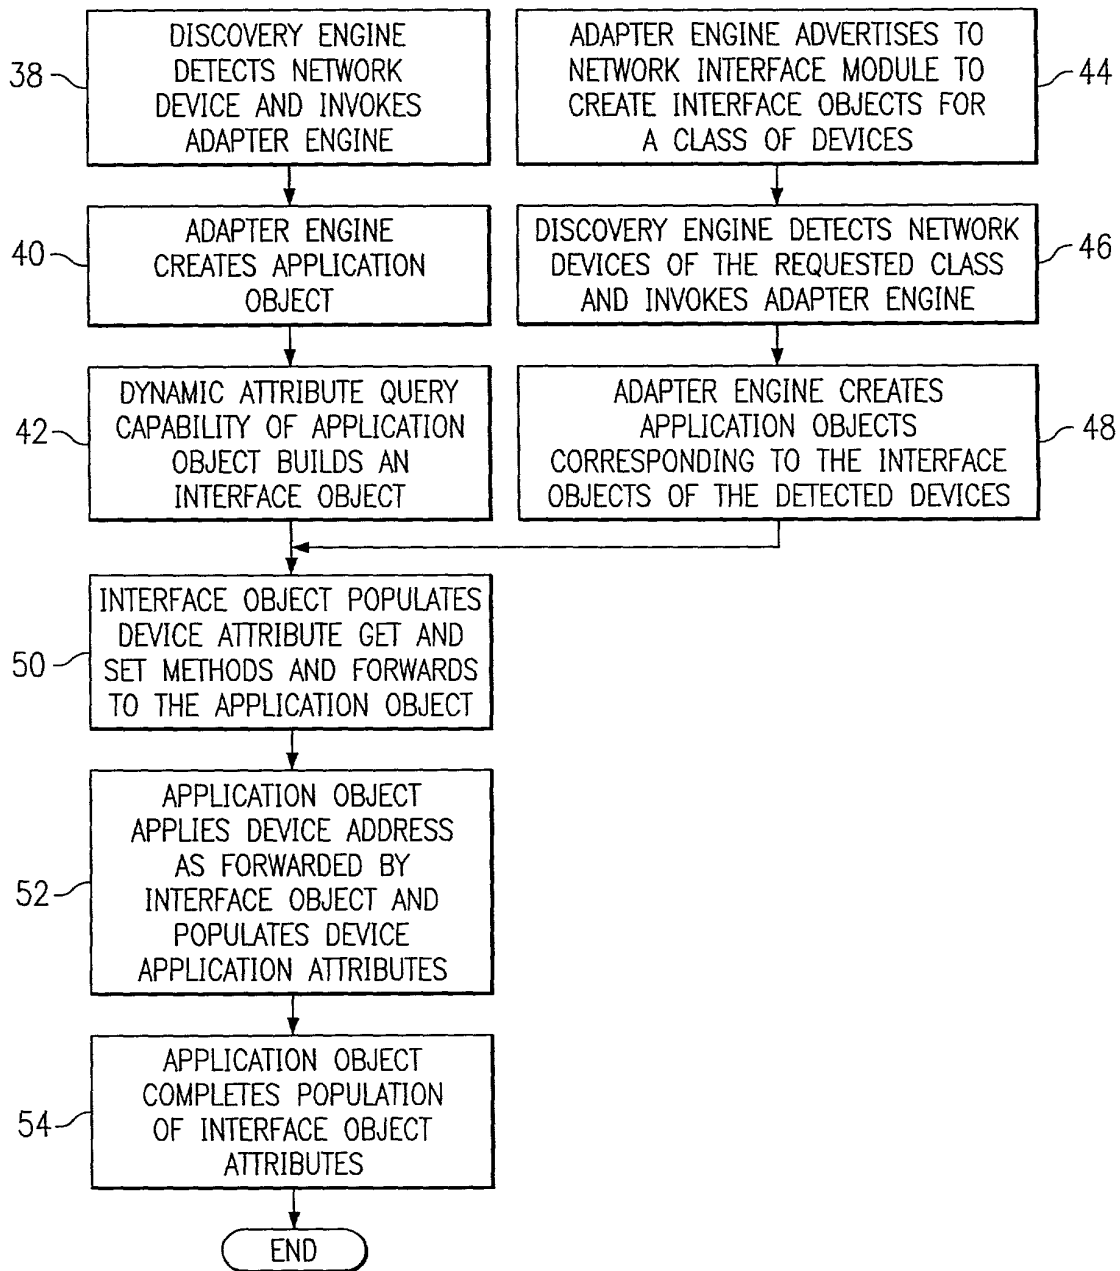 38
DISCOVERY ENGINE
DETECTS NETWORK
DEVICE AND INVOKES
ADAPTER ENGINE
40
ADAPTER ENGINE
CREATES APPLICATION
OBJECT
42
DYNAMIC ATTRIBUTE QUERY
CAPABILITY OF APPLICATION
OBJECT BUILDS AN
INTERFACE OBJECT
ADAPTER ENGINE ADVERTISES TO
NETWORK INTERFACE MODULE TO
CREATE INTERFACE OBJECTS FOR
A CLASS OF DEVICES
44
DISCOVERY ENGINE DETECTS NETWORK
DEVICES OF THE REQUESTED CLASS
AND INVOKES ADAPTER ENGINE
46
ADAPTER ENGINE CREATES
APPLICATION OBJECTS
CORRESPONDING TO THE INTERFACE
OBJECTS OF THE DETECTED DEVICES
48
50
INTERFACE OBJECT POPULATES
DEVICE ATTRIBUTE GET AND
SET METHODS AND FORWARDS
TO THE APPLICATION OBJECT
52
APPLICATION OBJECT
APPLIES DEVICE ADDRESS
AS FORWARDED BY
INTERFACE OBJECT AND
POPULATES DEVICE
APPLICATION ATTRIBUTES
54
APPLICATION OBJECT
COMPLETES POPULATION
OF INTERFACE OBJECT
ATTRIBUTES
END